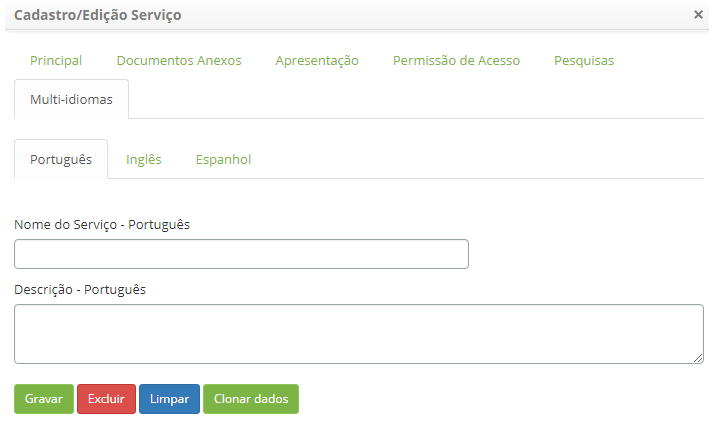 Cadastro/Edição Serviço ×
Principal Documentos Anexos Apresentação Permissão de Acesso Pesquisas
Multi-idiomas
Português Inglês Espanhol
Nome do Serviço - Português
Descrição - Português
Gravar Excluir Limpar Clonar dados